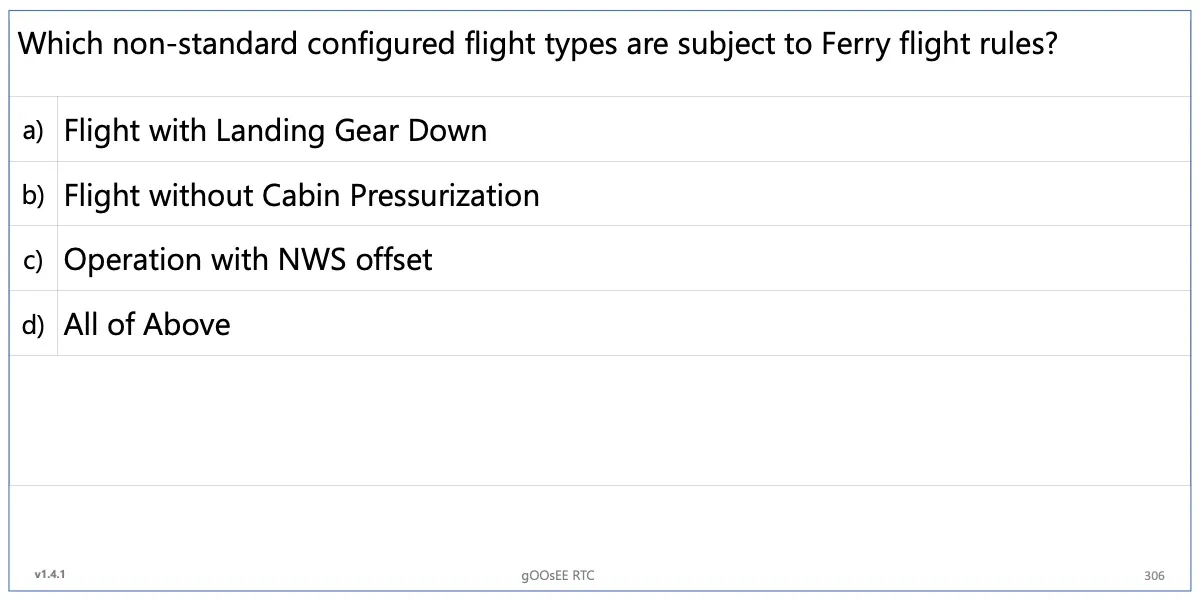 Which non-standard configured flight types are subject to Ferry flight rules?
a) Flight with Landing Gear Down
b) Flight without Cabin Pressurization
c) Operation with NWS offset
d) All of Above
v1.4.1 gOOsEE RTC 306